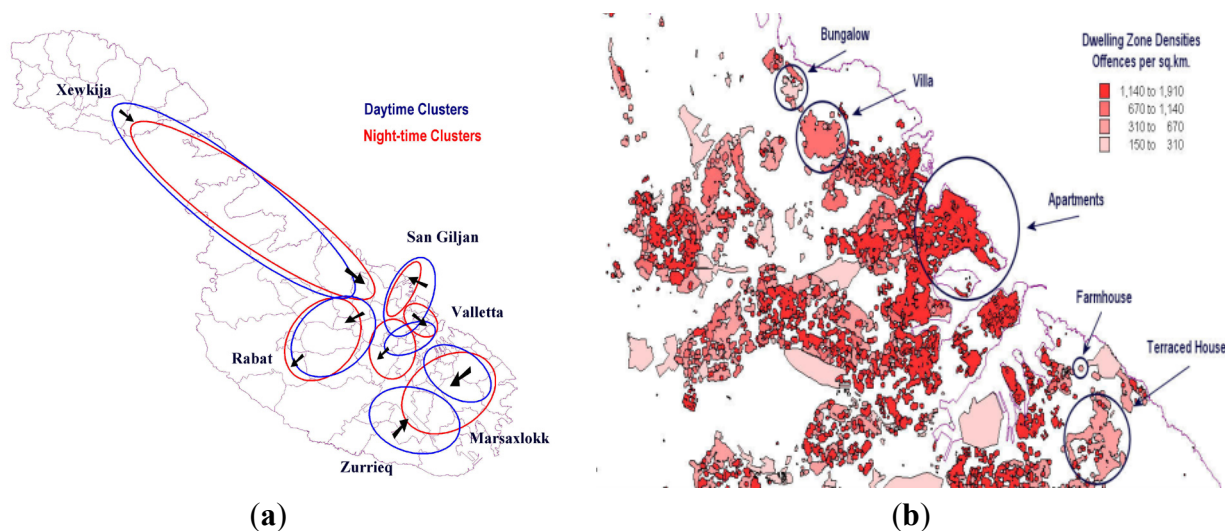 Xewkija
Daytime Clusters
Night-time Clusters
San Giljan
Valletta
Rabat
Marsaxlokk
Zurrieq
(a)
Bungalow
Villa
Dwelling Zone Densities
Offences per sq.km.
1,140 to 1,910
670 to 1,140
310 to 670
150 to 310
Apartments
Farmhouse
Terraced House
(b)